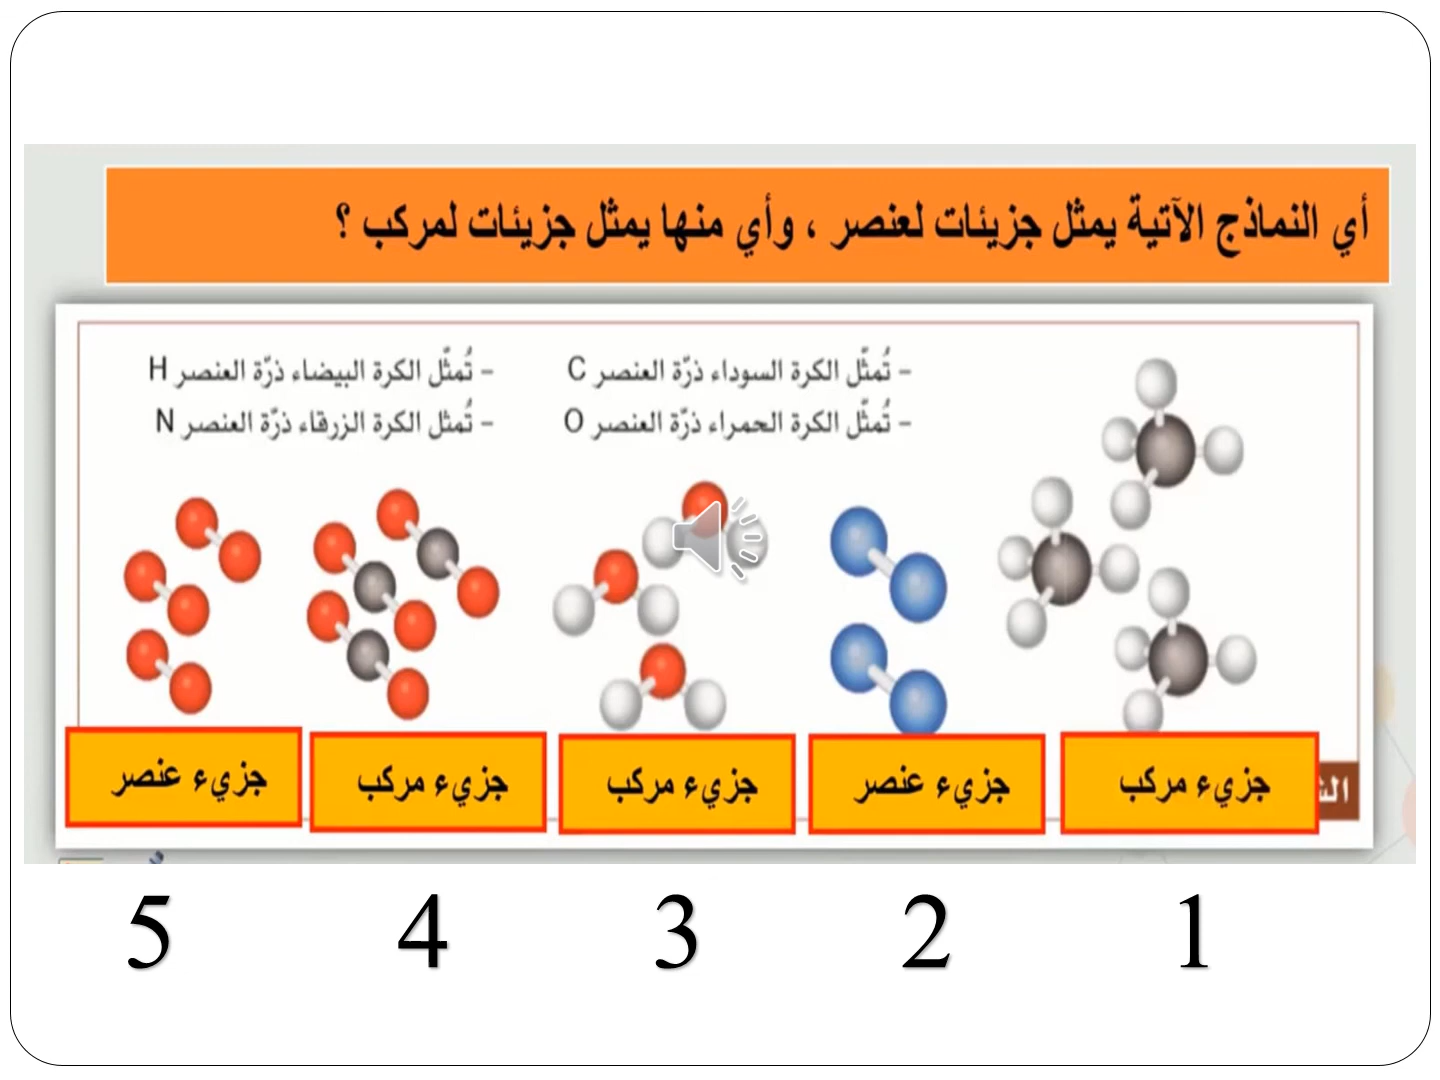 أي النماذج الآتية يمثل جزيئات لعنصر ، وأي منها يمثل جزيئات لمركب ؟
- تُمثِّل الكرة السوداء ذرّة العنصر C
- تُمثِّل الكرة البيضاء ذرّة العنصر H
- تُمثِّل الكرة الحمراء ذرّة العنصر O
- تُمثل الكرة الزرقاء ذرّة العنصر N
جزيء مركب
جزيء عنصر
جزيء مركب
جزيء مركب
جزيء عنصر
1
2
3
4
5